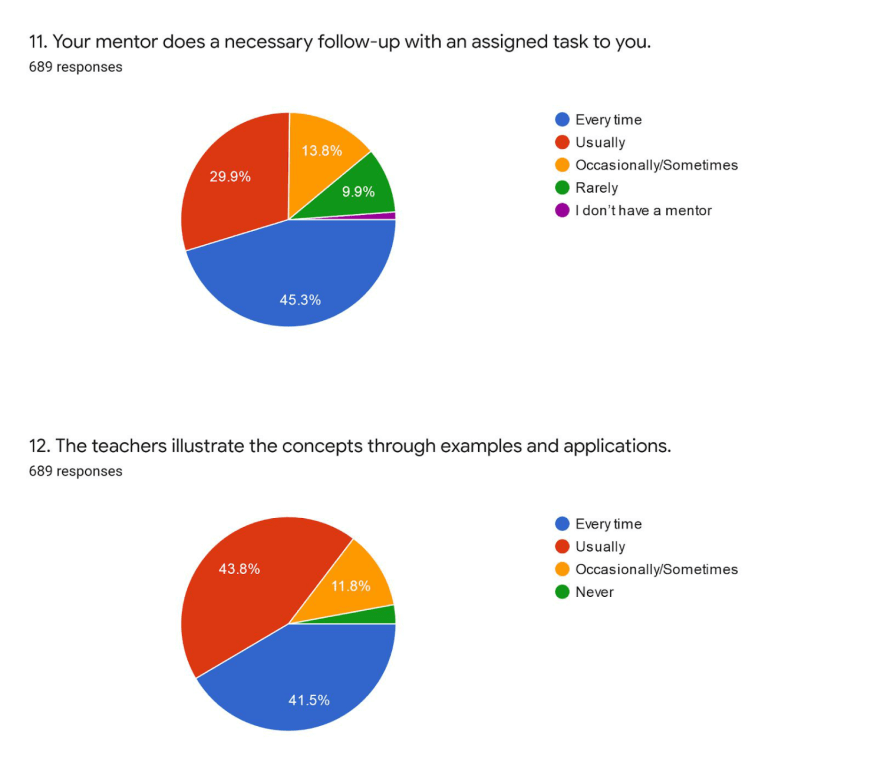 11. Your mentor does a necessary follow-up with an assigned task to you.
689 responses
13.8%
29.9%
9.9%
45.3%
Every time
Usually
Occasionally/Sometimes
Rarely
I don't have a mentor
12. The teachers illustrate the concepts through examples and applications.
689 responses
43.8%
11.8%
41.5%
Every time
Usually
Occasionally/Sometimes
Never